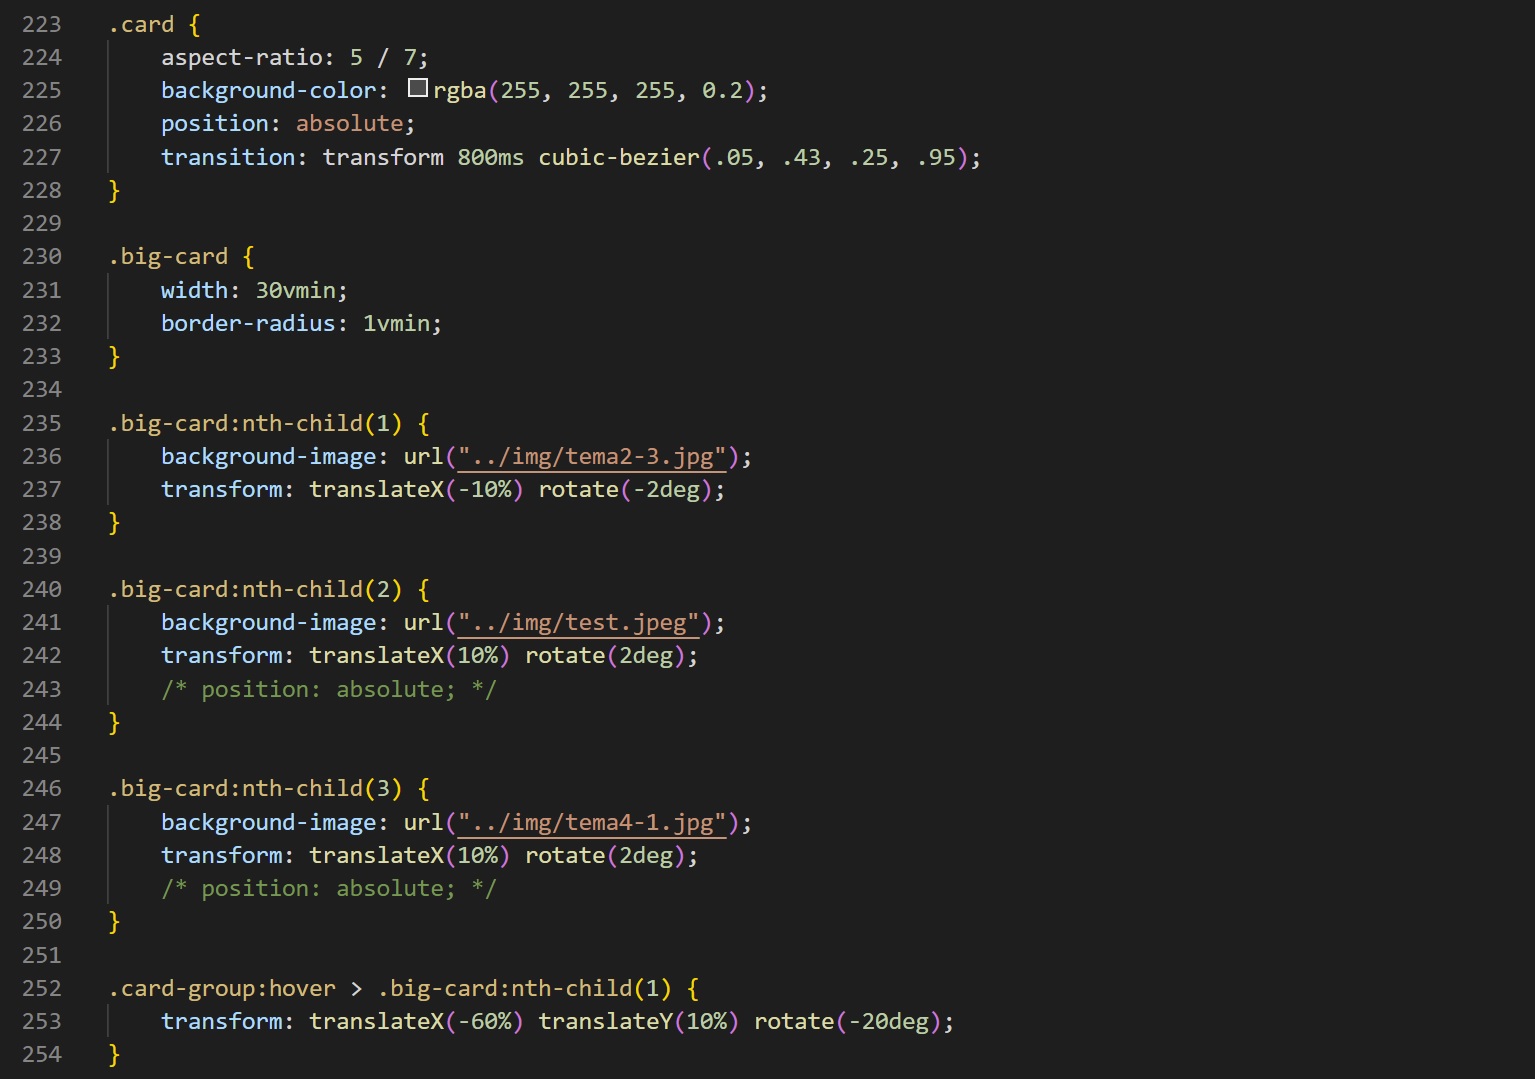 223 .card {
224     aspect-ratio: 5 / 7;
225     background-color: rgba(255, 255, 255, 0.2);
226     position: absolute;
227     transition: transform 800ms cubic-bezier(.05, .43, .25, .95);
228 }
229
230 .big-card {
231     width: 30vmin;
232     border-radius: 1vmin;
233 }
234
235 .big-card:nth-child(1) {
236     background-image: url("../img/tema2-3.jpg");
237     transform: translateX(-10%) rotate(-2deg);
238 }
239
240 .big-card:nth-child(2) {
241     background-image: url("../img/test.jpeg");
242     transform: translateX(10%) rotate(2deg);
243     /* position: absolute; */
244 }
245
246 .big-card:nth-child(3) {
247     background-image: url("../img/tema4-1.jpg");
248     transform: translateX(10%) rotate(2deg);
249     /* position: absolute; */
250 }
251
252 .card-group:hover > .big-card:nth-child(1) {
253     transform: translateX(-60%) translateY(10%) rotate(-20deg);
254 }